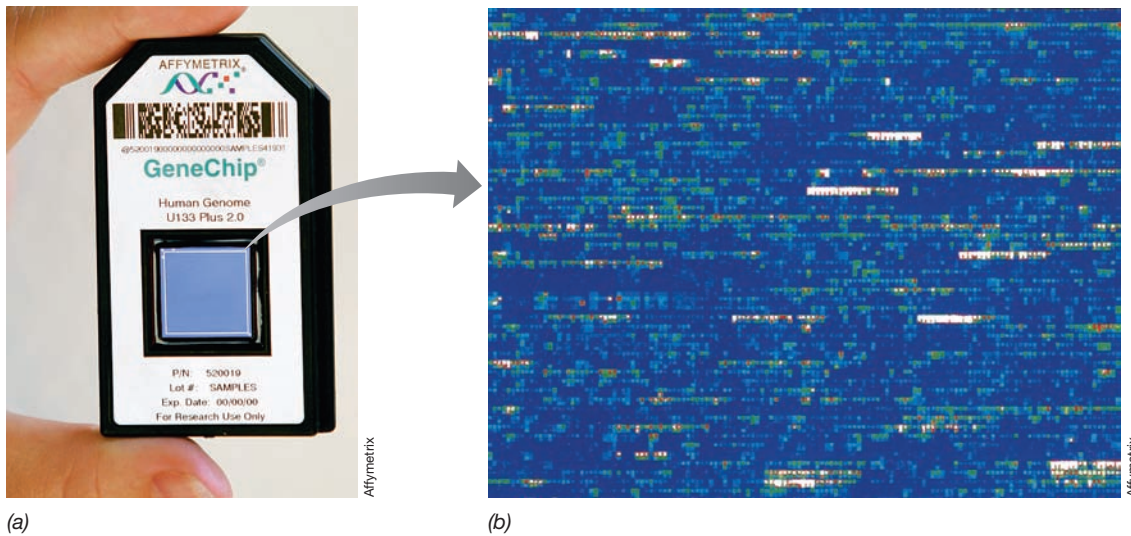 AFFYMETRIX®
GeneChip®
Human Genome
U133 Plus 2.0
P/N: 520019
Lot #: SAMPLES
Exp. Date: 00/00/00
For Research Use Only
Affymetrix
Affymetrix
(a)
(b)